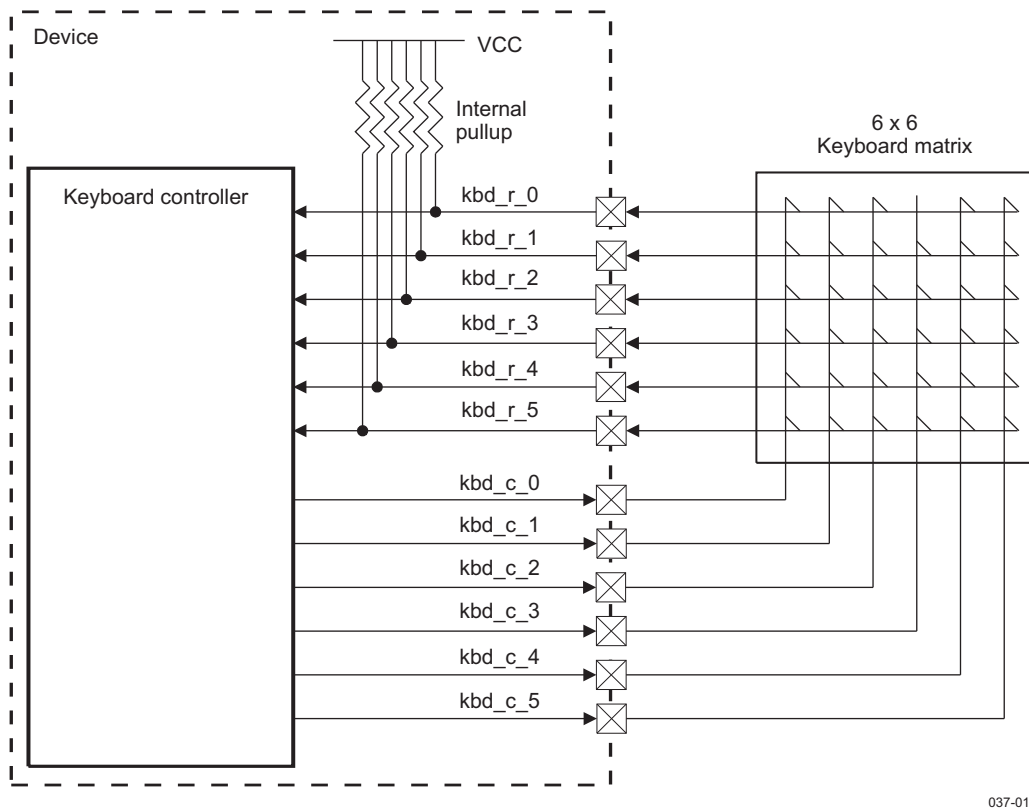 Device
VCC
Internal
pullup
6 x 6
Keyboard matrix
Keyboard controller
kbd_r_0
kbd_r_1
kbd_r_2
kbd_r_3
kbd_r_4
kbd_r_5
kbd_c_0
kbd_c_1
kbd_c_2
kbd_c_3
kbd_c_4
kbd_c_5
037-01